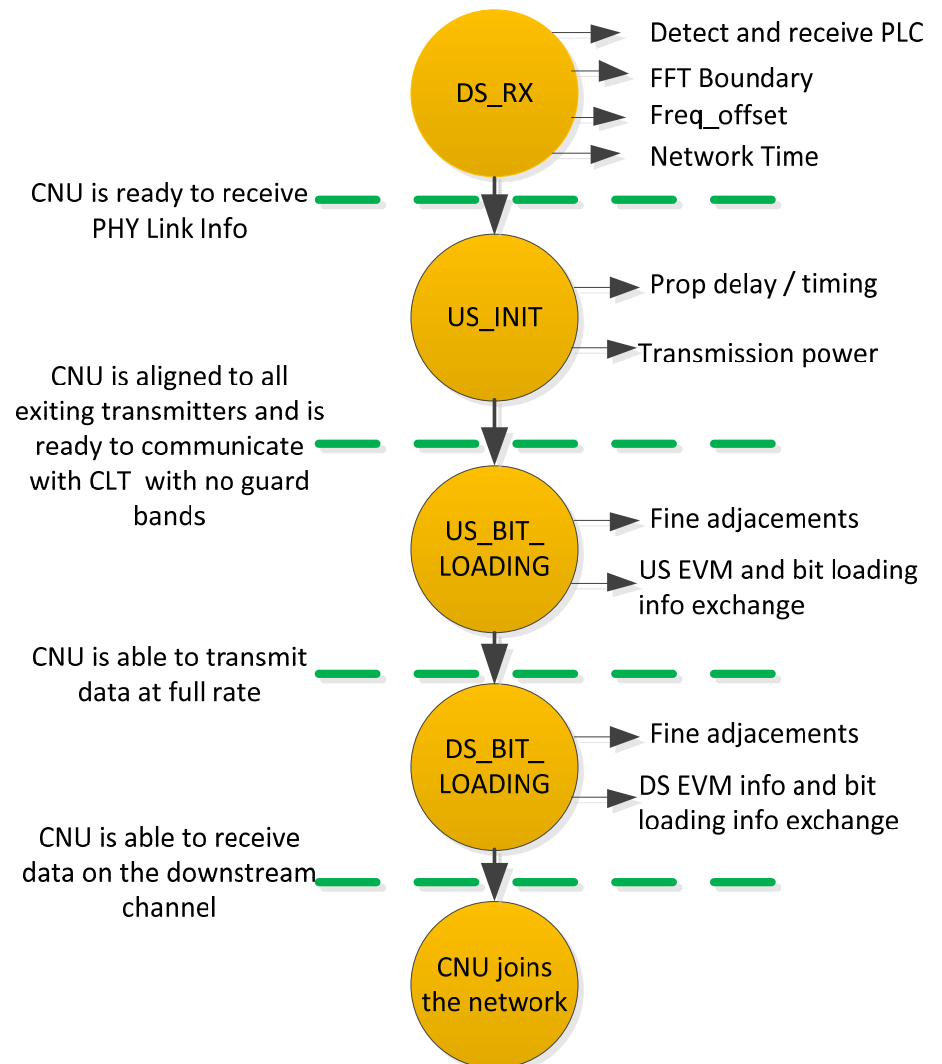 DS_RX
Detect and receive PLC
FFT Boundary
Freq_offset
Network Time
CNU is ready to receive
PHY Link Info
US_INIT
Prop delay / timing
Transmission power
CNU is aligned to all
exiting transmitters and is
ready to communicate
with CLT with no guard
bands
US_BIT_
LOADING
Fine adjacements
US EVM and bit loading
info exchange
CNU is able to transmit
data at full rate
DS_BIT_
LOADING
Fine adjacements
DS EVM info and bit
loading info exchange
CNU is able to receive
data on the downstream
channel
CNU joins
the network